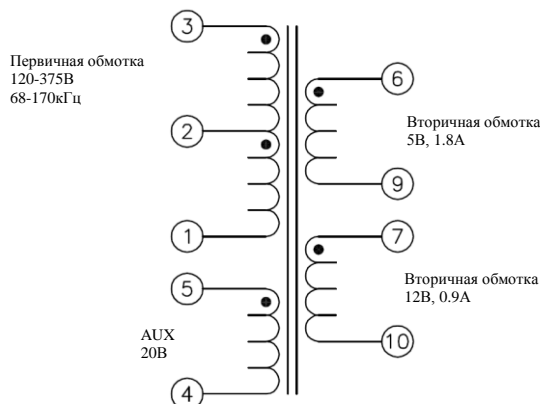 3
Первичная обмотка
120-375В
68-170кГц
6
2
Вторичная обмотка
5В, 1.8А
9
1
7
5
Вторичная обмотка
12В, 0.9А
AUX
20В
10
4